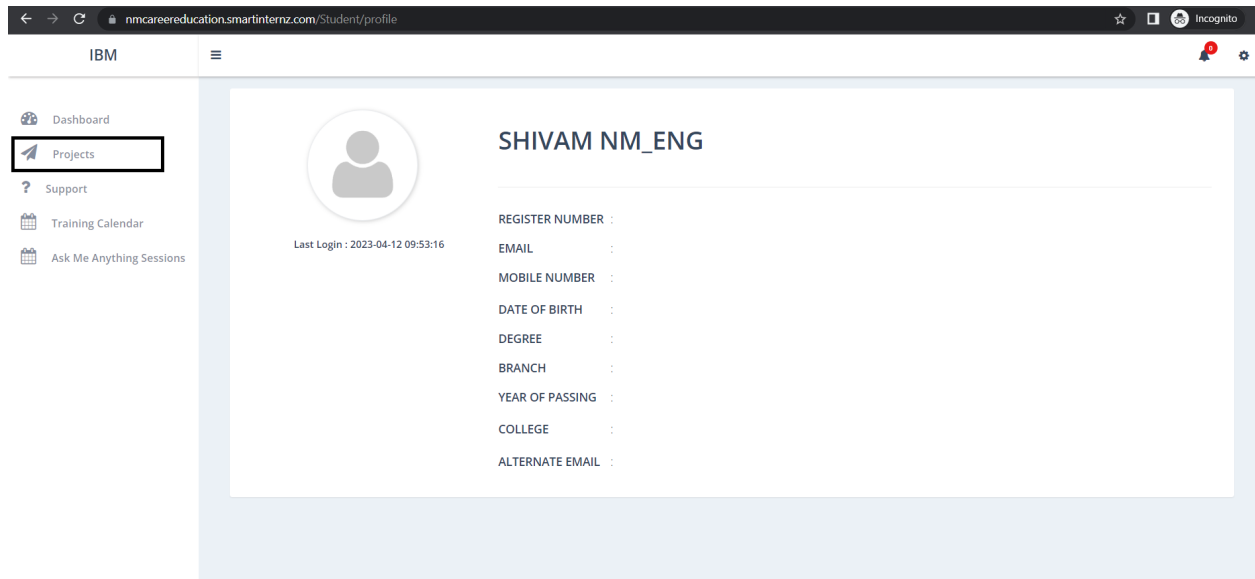 nmcareereducation.smartinternz.com/Student/profile
Incognito
IBM
0
Dashboard
Projects
? Support
Training Calendar
Ask Me Anything Sessions
Last Login : 2023-04-12 09:53:16
SHIVAM NM_ENG
REGISTER NUMBER :
EMAIL :
MOBILE NUMBER :
DATE OF BIRTH :
DEGREE :
BRANCH :
YEAR OF PASSING :
COLLEGE :
ALTERNATE EMAIL :